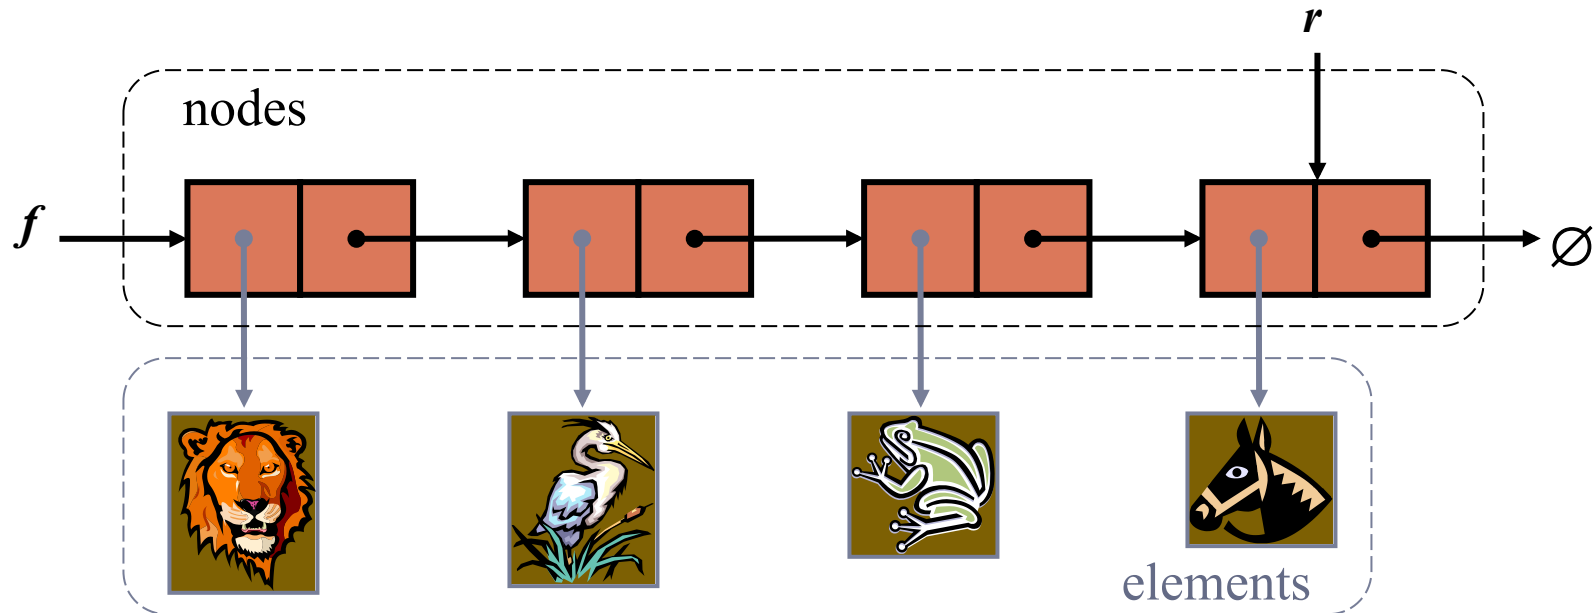 r
nodes
f
∅
elements